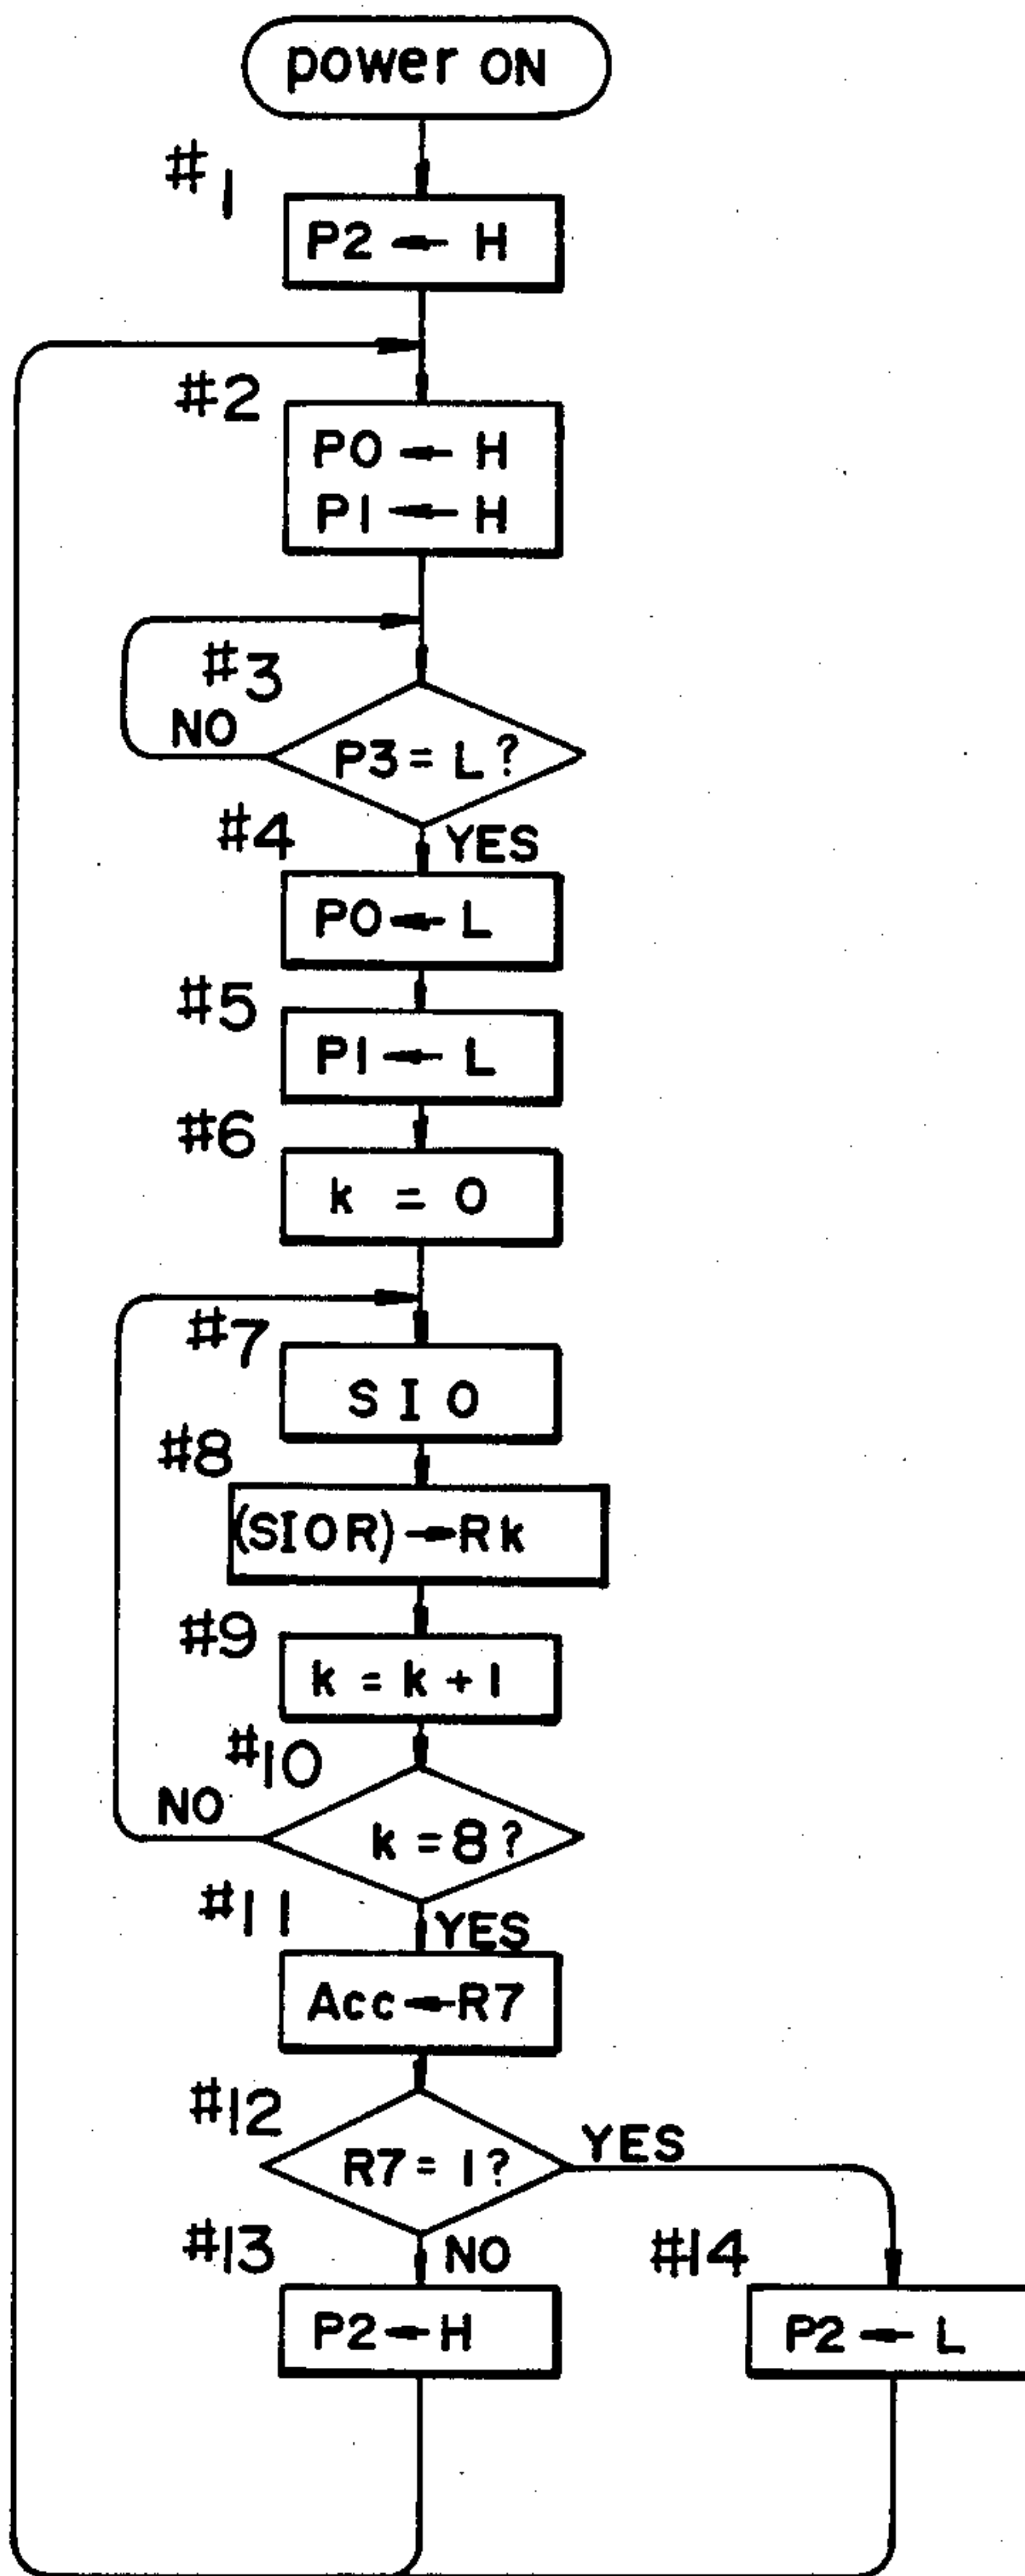 power ON
#1
P2 ← H
#2
P0 ← H
P1 ← H
#3
NO
P3 = L ?
#4
YES
P0 ← L
#5
P1 ← L
#6
k = 0
#7
S I O
#8
(SIOR) → Rk
#9
k = k + 1
#10
NO
k = 8 ?
#11
YES
Acc ← R7
#12
YES
R7 = 1 ?
#13
NO
#14
P2 ← H
P2 ← L